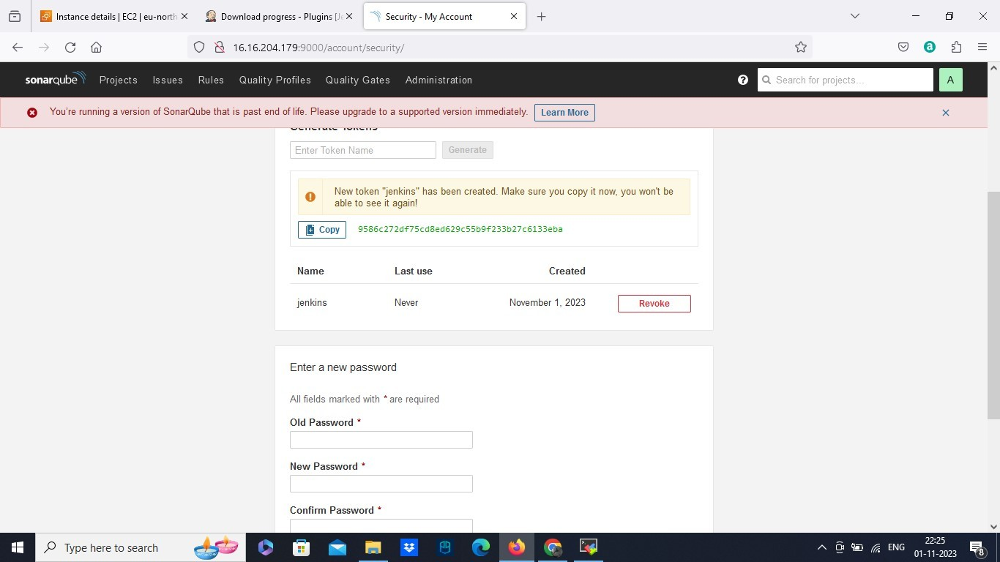 Instance details | EC2 | eu-north
Download progress - Plugins [Je
Security - My Account
16.16.204.179:9000/account/security/
sonarqube
Projects
Issues
Rules
Quality Profiles
Quality Gates
Administration
Search for projects...
A
You're running a version of SonarQube that is past end of life. Please upgrade to a supported version immediately.
Learn More
Generate Tokens
Enter Token Name
Generate
New token "jenkins" has been created. Make sure you copy it now, you won't be
able to see it again!
Copy
9586c272df75cd8ed629c55b9f233b27c6133eba
Name Last use Created
jenkins Never November 1, 2023 Revoke
Enter a new password
All fields marked with * are required
Old Password *
New Password *
Confirm Password *
Type here to search
ENG
22:25
01-11-2023
8